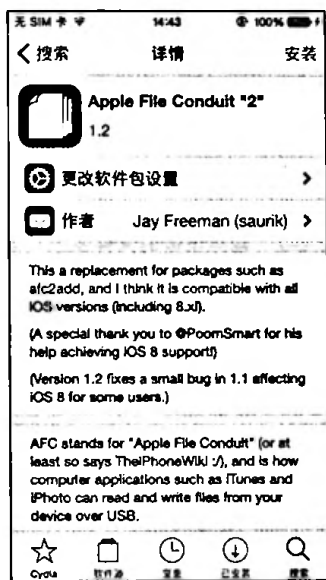 无 SIM 卡 14:43 100%
搜索 详情 安装
Apple File Conduit "2"
1.2
更改软件包设置
作者 Jay Freeman (saurik)
This a replacement for packages such as
afc2add, and I think it is compatible with all
iOS versions (including 8.x!).
(A special thank you to @PoomSmart for his
help achieving iOS 8 support!)
(Version 1.2 fixes a small bug in 1.1 affecting
iOS 8 for some users.)
AFC stands for "Apple File Conduit" (or at
least so says TheiPhoneWiki :/), and is how
computer applications such as iTunes and
iPhoto can read and write files from your
device over USB.
Cydia 软件源 变更 已安装 搜索